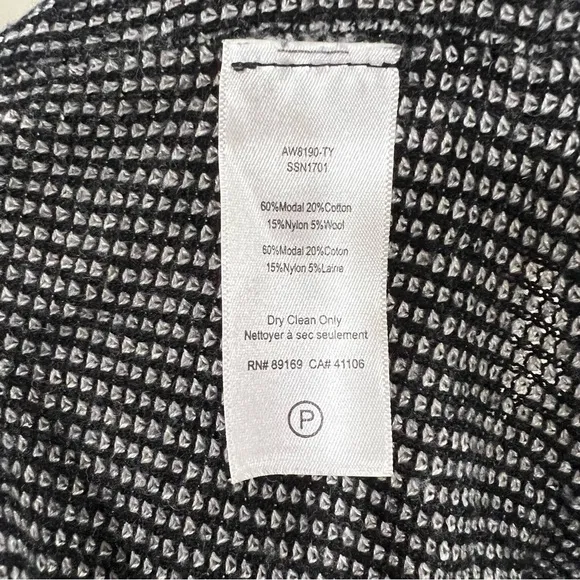 AW8190-TY
SSN1701
60%Modal 20%Cotton
15%Nylon 5%Wool
60%Modal 20%Coton
15%Nylon 5%Laine
Dry Clean Only
Nettoyer à sec seulement
RN# 89169 CA# 41106
P